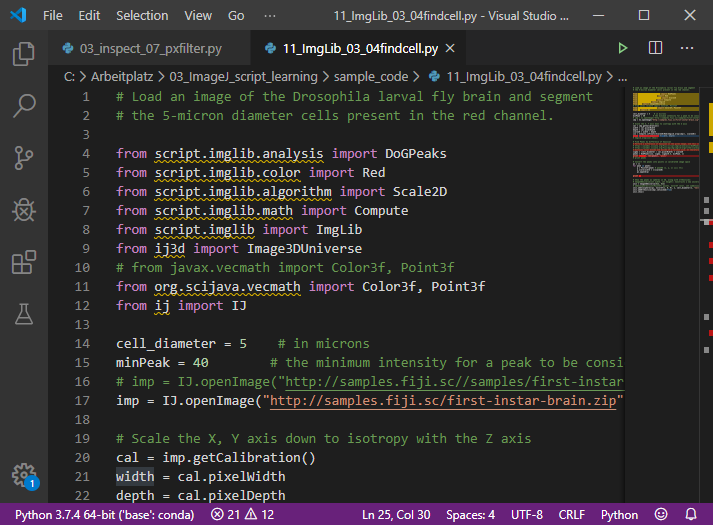 File Edit Selection View Go ··· 11_ImgLib_03_04findcell.py - Visual Studio ...
03_inspect_07_pxfilter.py 11_ImgLib_03_04findcell.py
C: > Arbeitplatz > 03_ImageJ_script_learning > sample_code > 11_ImgLib_03_04findcell.py > ...
1 # Load an image of the Drosophila larval fly brain and segment
2 # the 5-micron diameter cells present in the red channel.
3
4 from script.imglib.analysis import DoGPeaks
5 from script.imglib.color import Red
6 from script.imglib.algorithm import Scale2D
7 from script.imglib.math import Compute
8 from script.imglib import ImgLib
9 from ij3d import Image3DUniverse
10 # from javax.vecmath import Color3f, Point3f
11 from org.scijava.vecmath import Color3f, Point3f
12 from ij import IJ
13
14 cell_diameter = 5 # in microns
15 minPeak = 40 # the minimum intensity for a peak to be consi
16 # imp = IJ.openImage("http://samples.fiji.sc//samples/first-instar
17 imp = IJ.openImage("http://samples.fiji.sc/first-instar-brain.zip"
18
19 # Scale the X, Y axis down to isotropy with the Z axis
20 cal = imp.getCalibration()
21 width = cal.pixelWidth
22 depth = cal.pixelDepth
1
Python 3.7.4 64-bit ('base': conda) 21 12 Ln 25, Col 30 Spaces: 4 UTF-8 CRLF Python